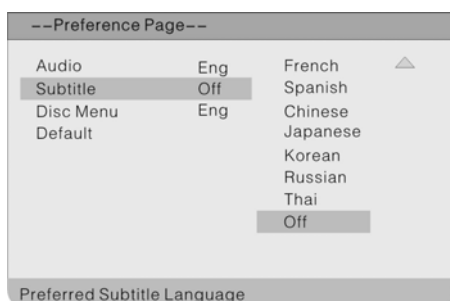 --Preference Page--
Audio Eng
Subtitle Off
Disc Menu Eng
Default
French
Spanish
Chinese
Japanese
Korean
Russian
Thai
Off
Preferred Subtitle Language